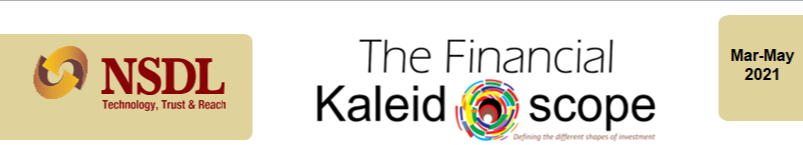 NSDL
Technology, Trust & Reach
The Financial
Kaleid scope
Defining the different shapes of investment
Mar-May
2021